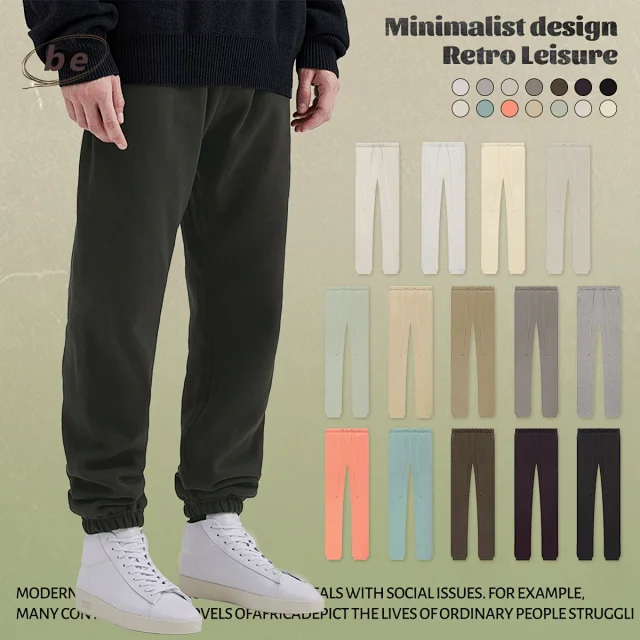 be
Minimalist design
Retro Leisure
MODERN ALS WITH SOCIAL ISSUES. FOR EXAMPLE,
MANY CON OVELS OFAFRICADEPICT THE LIVES OF ORDINARY PEOPLE STRUGGLI